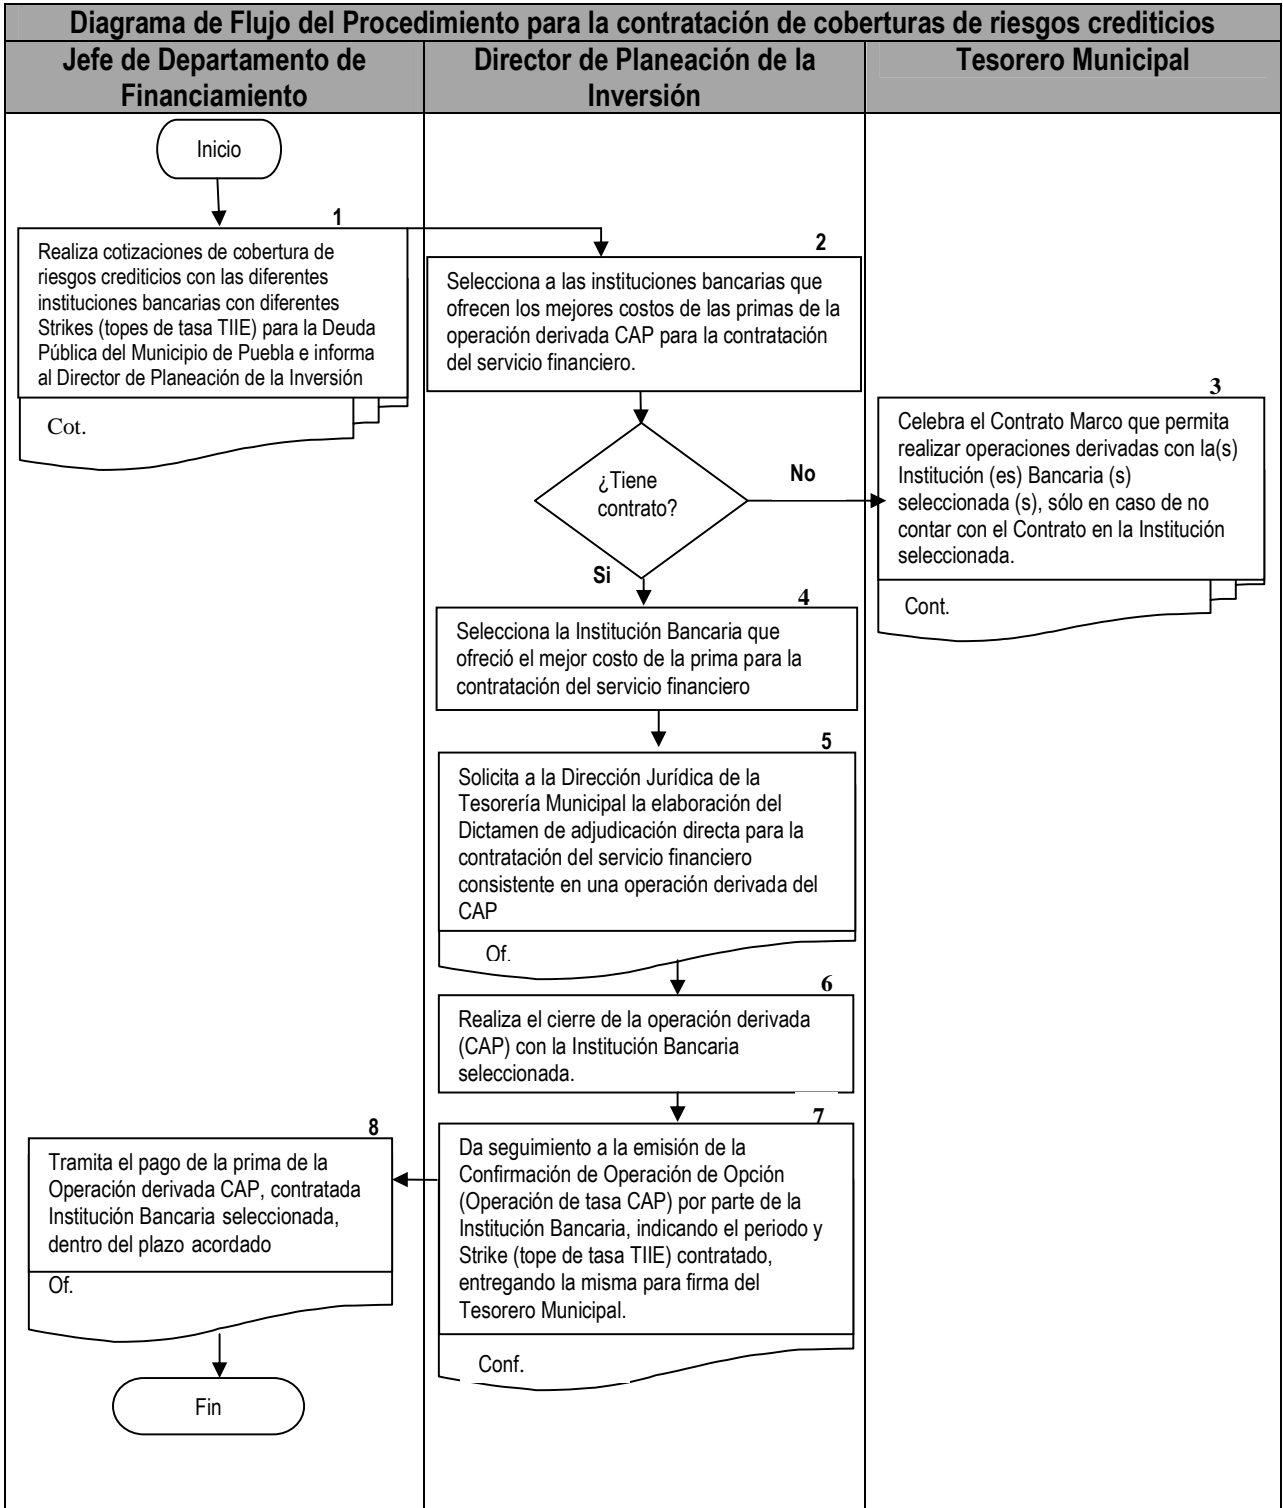 Diagrama de Flujo del Procedimiento para la contratación de coberturas de riesgos crediticios
Jefe de Departamento de
Financiamiento
Director de Planeación de la
Inversión
Tesorero Municipal
Inicio
1
Realiza cotizaciones de cobertura de
riesgos crediticios con las diferentes
instituciones bancarias con diferentes
Strikes (topes de tasa TIIE) para la Deuda
Pública del Municipio de Puebla e informa
al Director de Planeación de la Inversión
Cot.
2
Selecciona a las instituciones bancarias que
ofrecen los mejores costos de las primas de la
operación derivada CAP para la contratación
del servicio financiero.
¿Tiene
contrato?
No
Si
3
Celebra el Contrato Marco que permita
realizar operaciones derivadas con la(s)
Institución (es) Bancaria (s)
seleccionada (s), sólo en caso de no
contar con el Contrato en la Institución
seleccionada.
Cont.
4
Selecciona la Institución Bancaria que
ofreció el mejor costo de la prima para la
contratación del servicio financiero
5
Solicita a la Dirección Jurídica de la
Tesorería Municipal la elaboración del
Dictamen de adjudicación directa para la
contratación del servicio financiero
consistente en una operación derivada del
CAP
Of.
6
Realiza el cierre de la operación derivada
(CAP) con la Institución Bancaria
seleccionada.
7
Da seguimiento a la emisión de la
Confirmación de Operación de Opción
(Operación de tasa CAP) por parte de la
Institución Bancaria, indicando el periodo y
Strike (tope de tasa TIIE) contratado,
entregando la misma para firma del
Tesorero Municipal.
Conf.
8
Tramita el pago de la prima de la
Operación derivada CAP, contratada
Institución Bancaria seleccionada,
dentro del plazo acordado
Of.
Fin